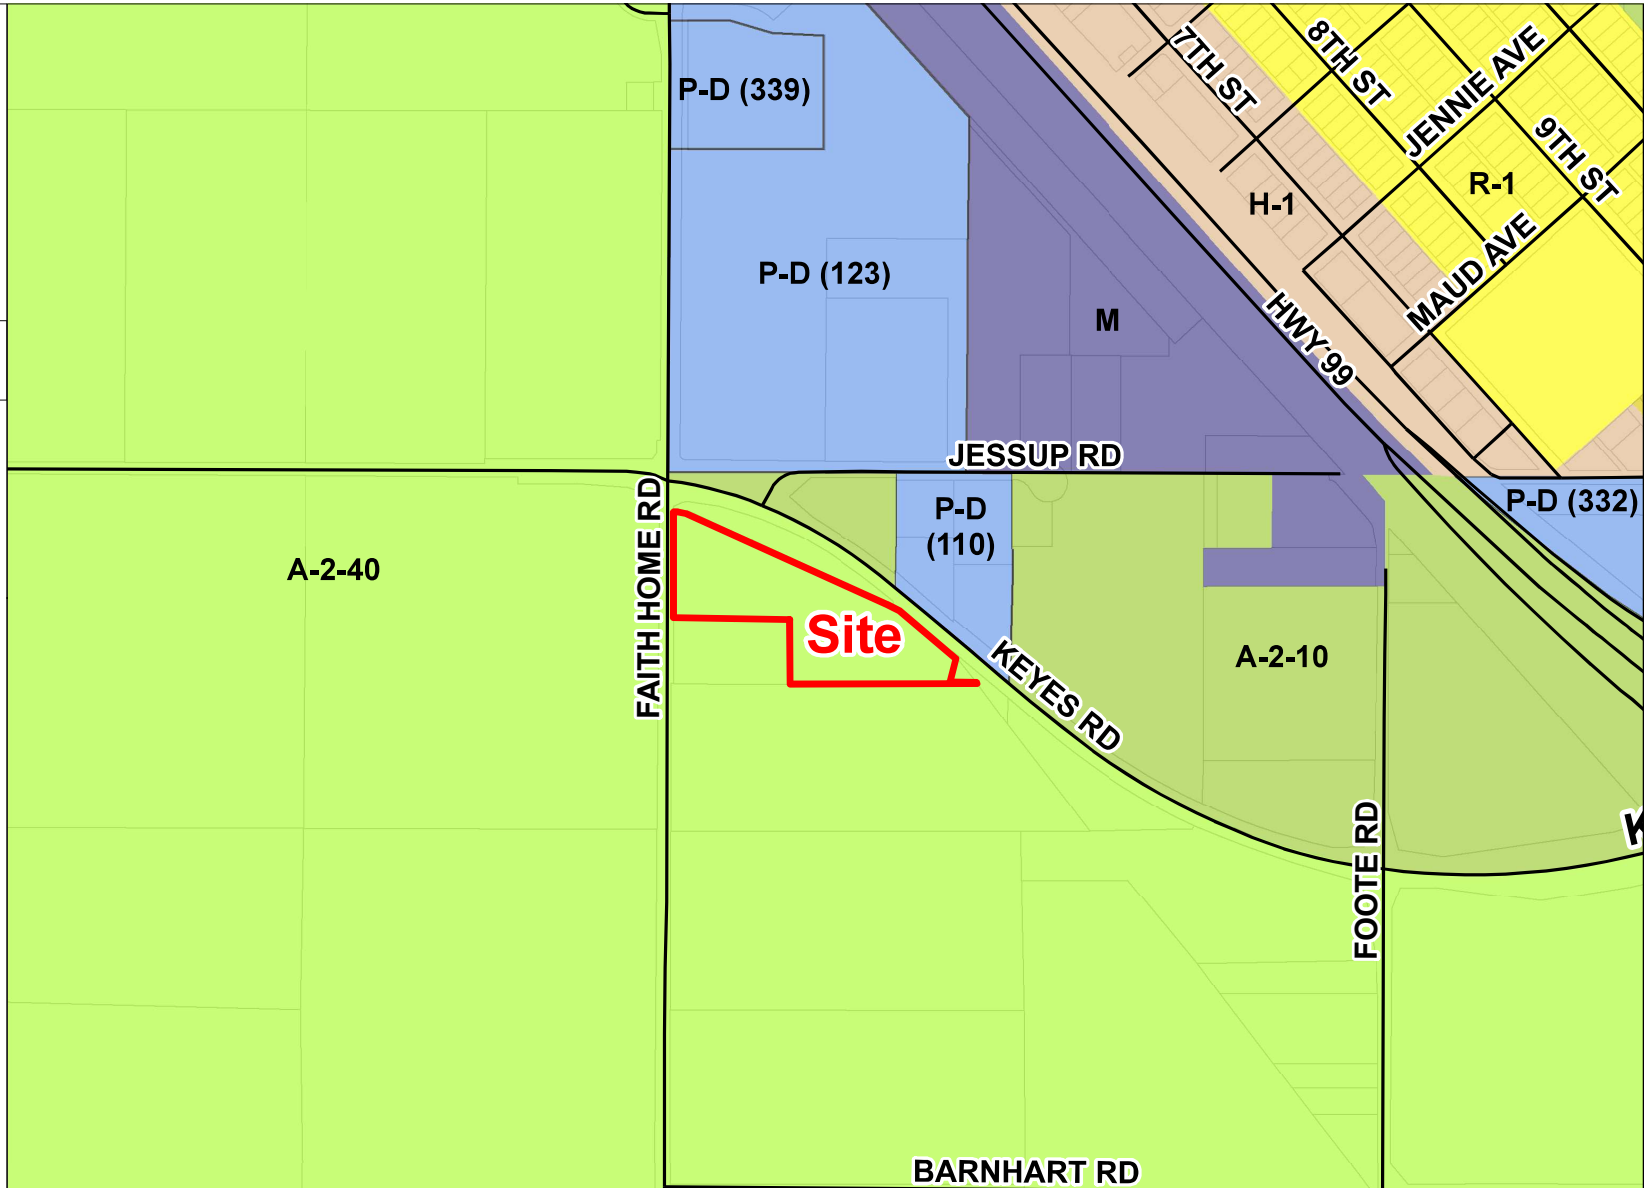 7TH ST
8TH ST
JENNIE AVE
9TH ST
P-D (339)
R-1
H-1
MAUD AVE
P-D (123)
M
HWY 99
JESSUP RD
P-D
(110)
P-D (332)
FAITH HOME RD
A-2-40
Site
KEYES RD
A-2-10
K
FOOTE RD
BARNHART RD